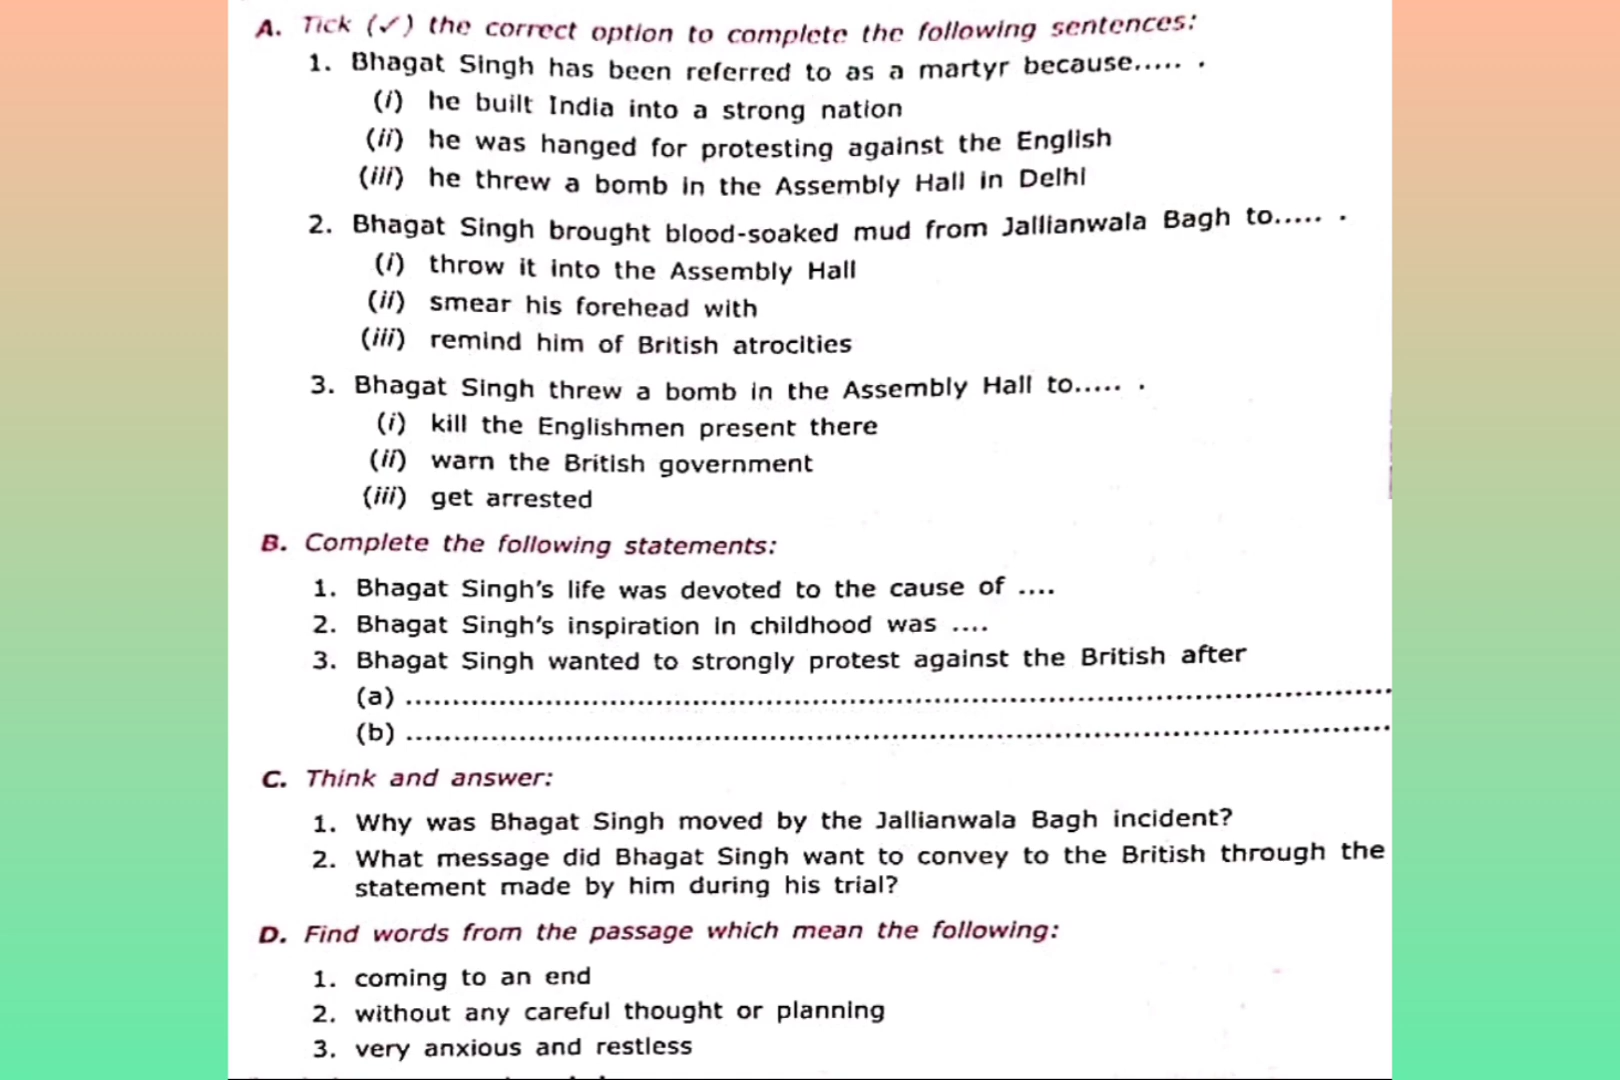 A. Tick (✓) the correct option to complete the following sentences:
1. Bhagat Singh has been referred to as a martyr because..... .
(i) he built India into a strong nation
(ii) he was hanged for protesting against the English
(iii) he threw a bomb in the Assembly Hall in Delhi
2. Bhagat Singh brought blood-soaked mud from Jallianwala Bagh to..... .
(i) throw it into the Assembly Hall
(ii) smear his forehead with
(iii) remind him of British atrocities
3. Bhagat Singh threw a bomb in the Assembly Hall to..... .
(i) kill the Englishmen present there
(ii) warn the British government
(iii) get arrested
B. Complete the following statements:
1. Bhagat Singh's life was devoted to the cause of ....
2. Bhagat Singh's inspiration in childhood was ....
3. Bhagat Singh wanted to strongly protest against the British after
(a) ..........................................................................................
(b) ..........................................................................................
C. Think and answer:
1. Why was Bhagat Singh moved by the Jallianwala Bagh incident?
2. What message did Bhagat Singh want to convey to the British through the
statement made by him during his trial?
D. Find words from the passage which mean the following:
1. coming to an end
2. without any careful thought or planning
3. very anxious and restless